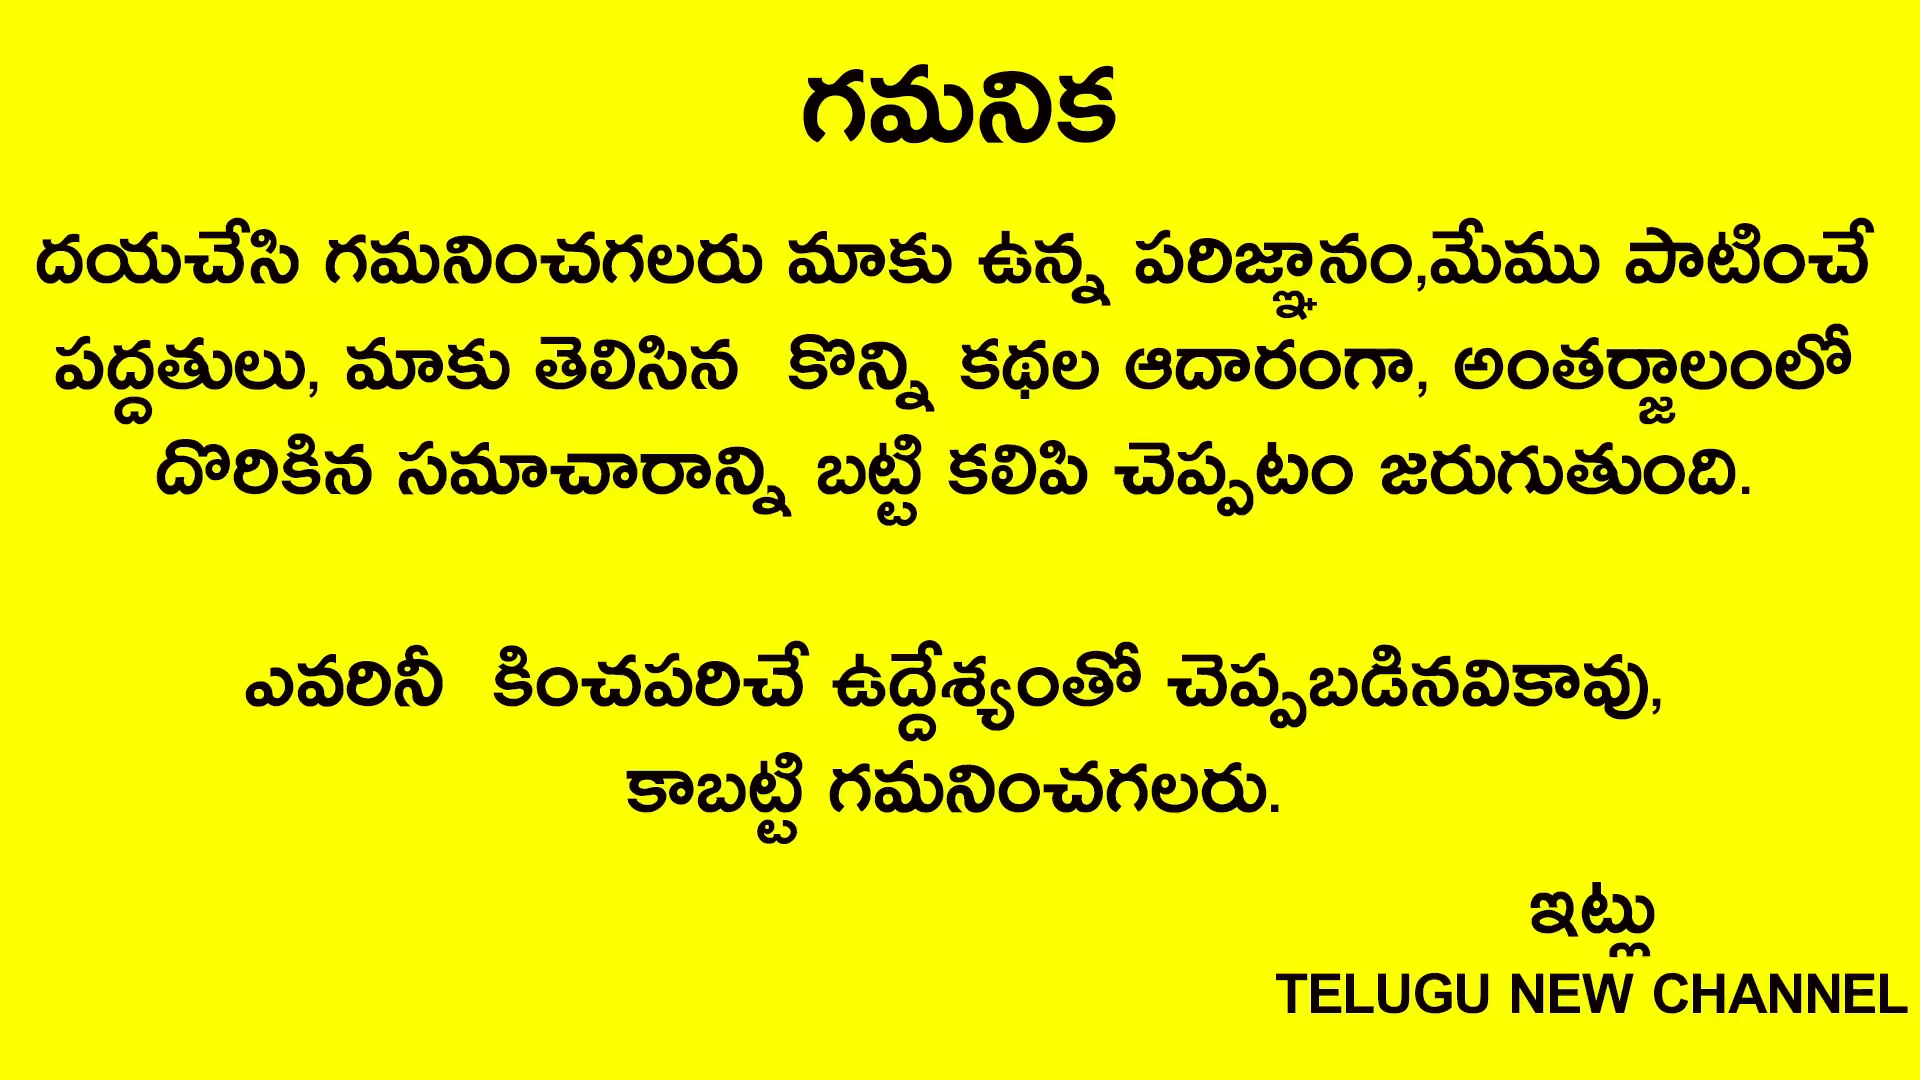 గమనిక
దయచేసి గమనించగలరు మాకు ఉన్న పరిజ్ఞానం,మేము పాటించే
పద్దతులు, మాకు తెలిసిన కొన్ని కథల ఆదారంగా, అంతర్జాలంలో
దొరికిన సమాచారాన్ని బట్టి కలిపి చెప్పటం జరుగుతుంది.
ఎవరినీ కించపరిచే ఉద్దేశ్యంతో చెప్పబడినవికావు,
కాబట్టి గమనించగలరు.
ఇట్లు
TELUGU NEW CHANNEL